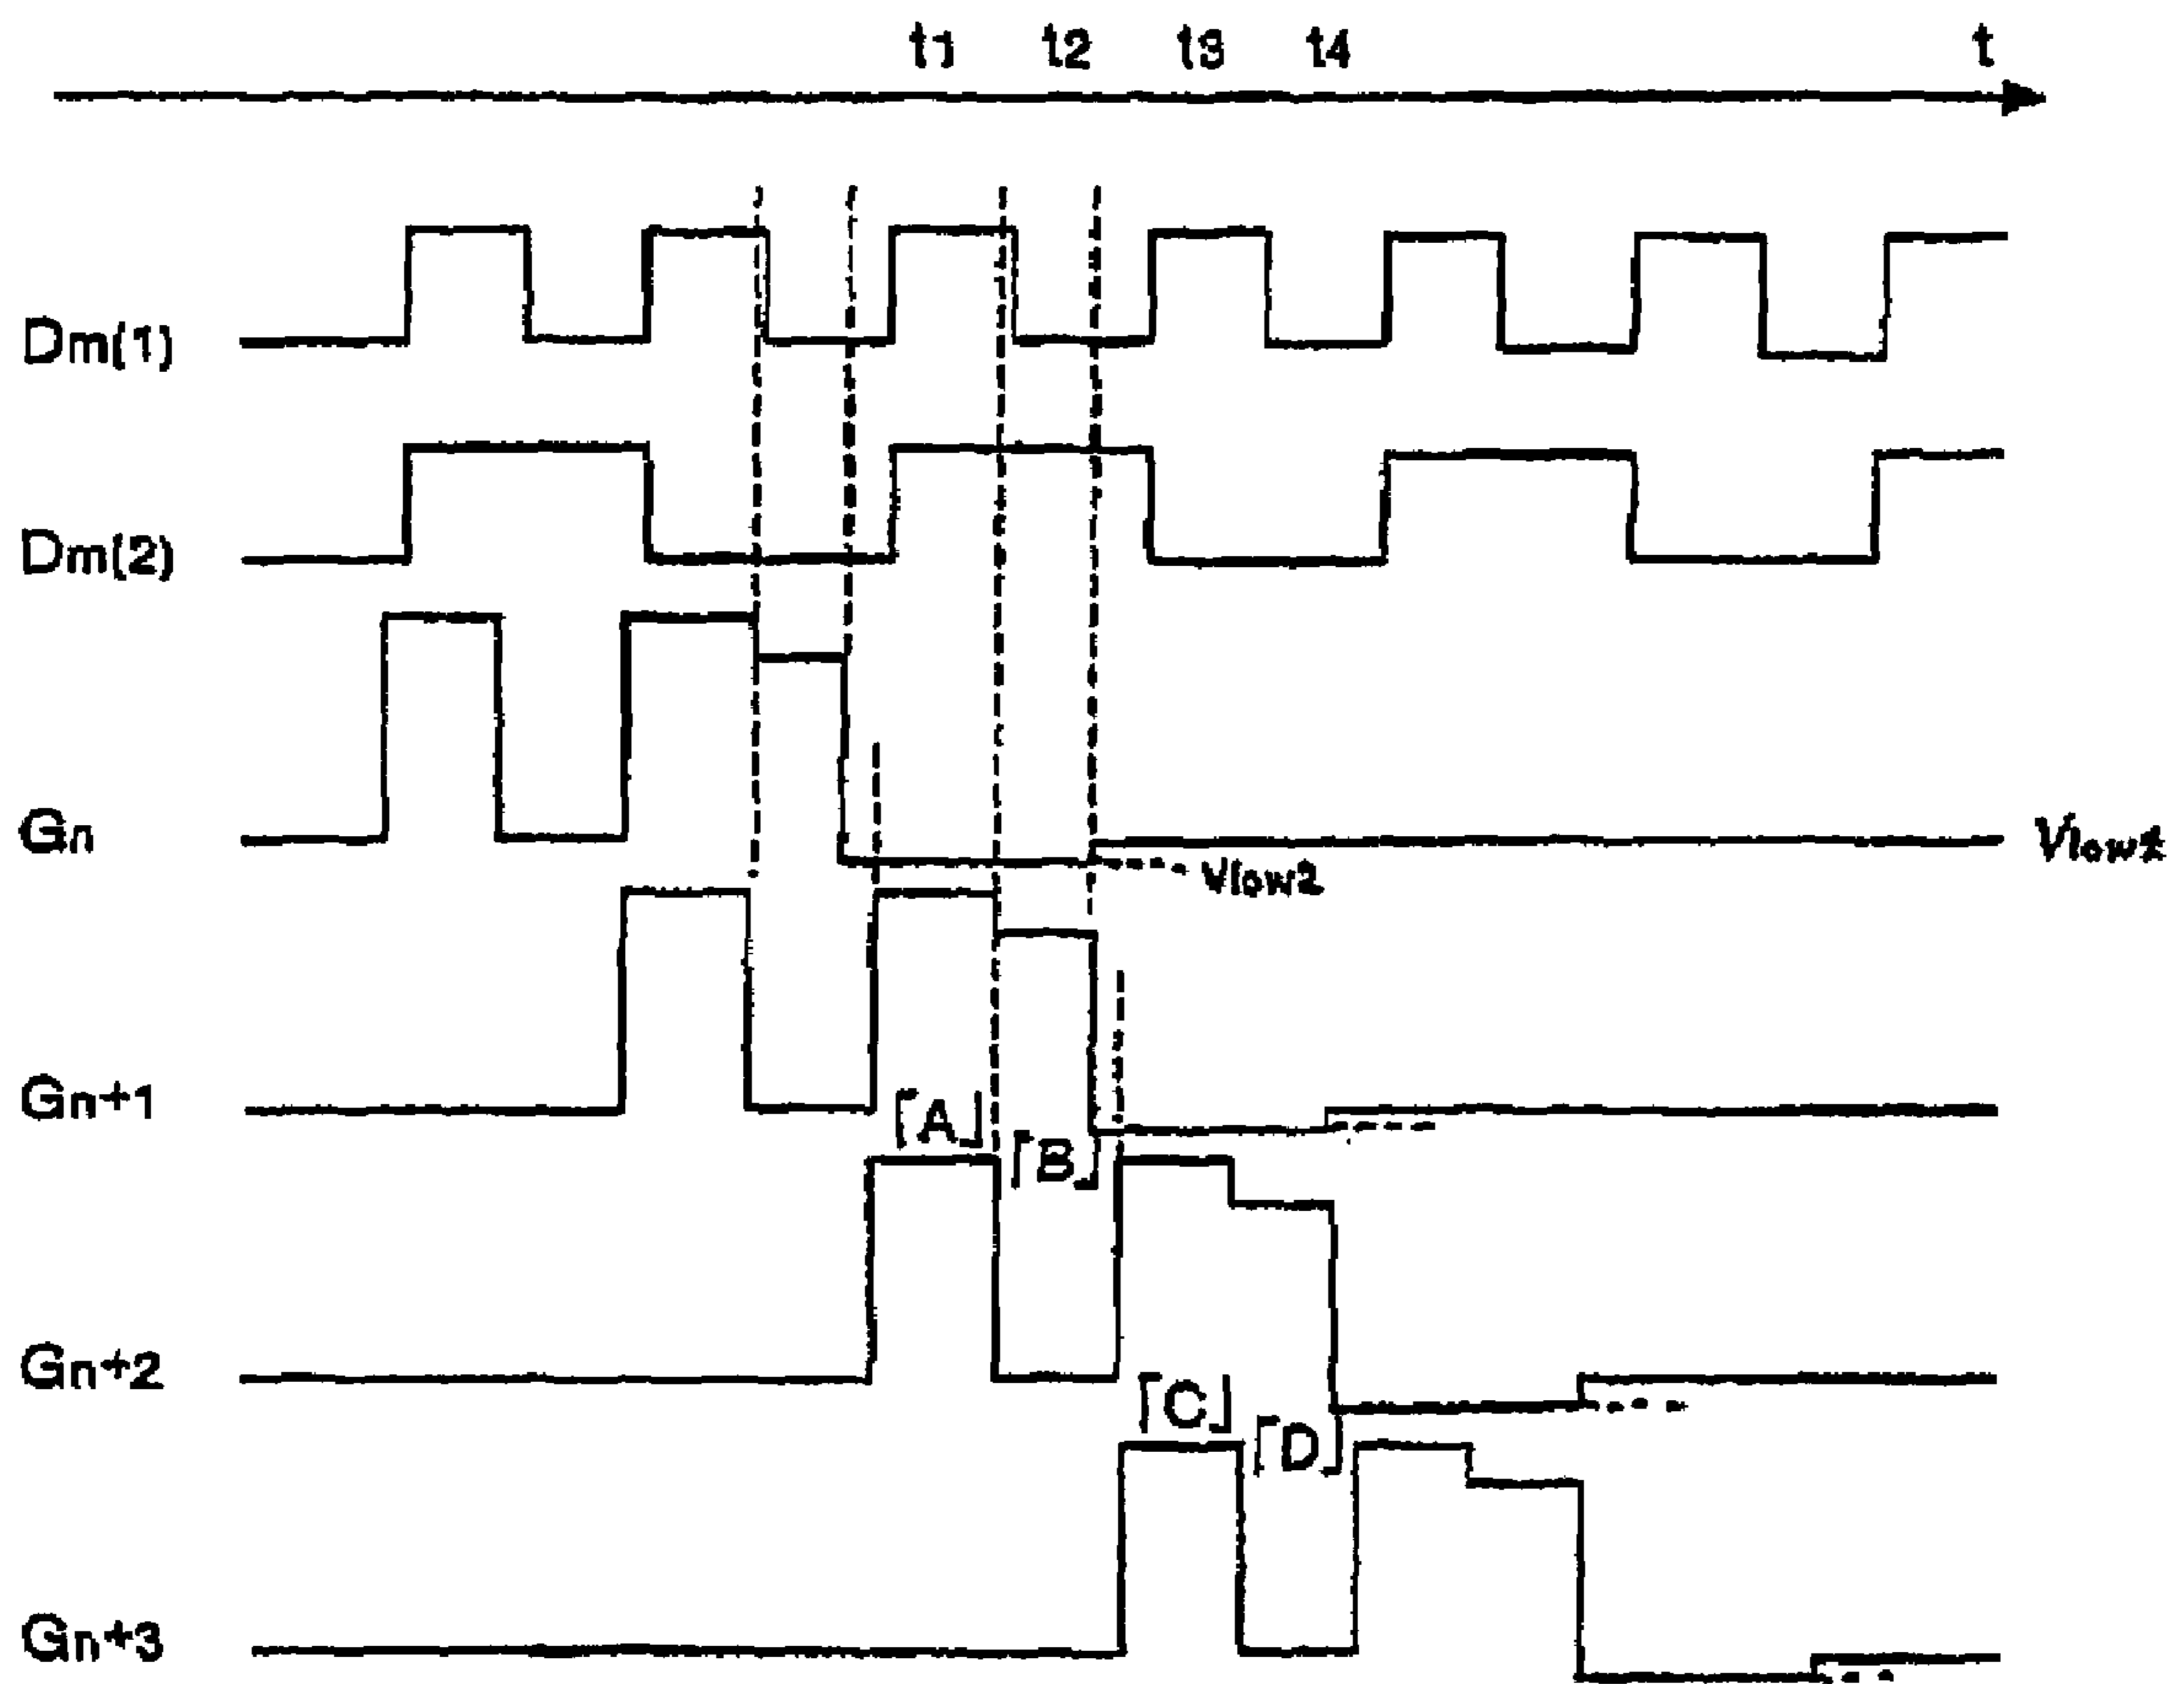 t1 t2 t3 t4 t
Dm(1)
Dm(2)
Gn
Vlow1
Vlow2
Gn+1
「A」
「B」
Gn+2
「C」
「D」
Gn+3